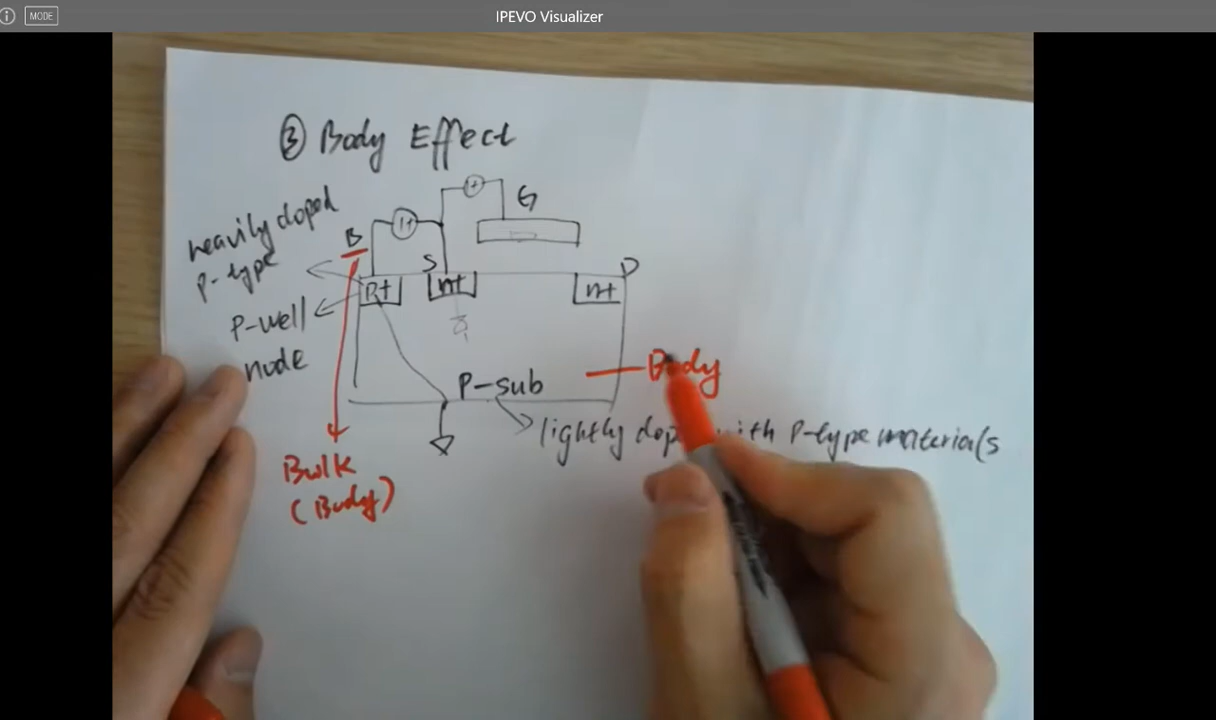 MODE
IPEVO Visualizer
③ Body Effect
heavily doped
P-type
P-well
node
B
S
G
D
P+
n+
n+
P-sub
Body
lightly doped with P-type materials
Bulk
(Body)